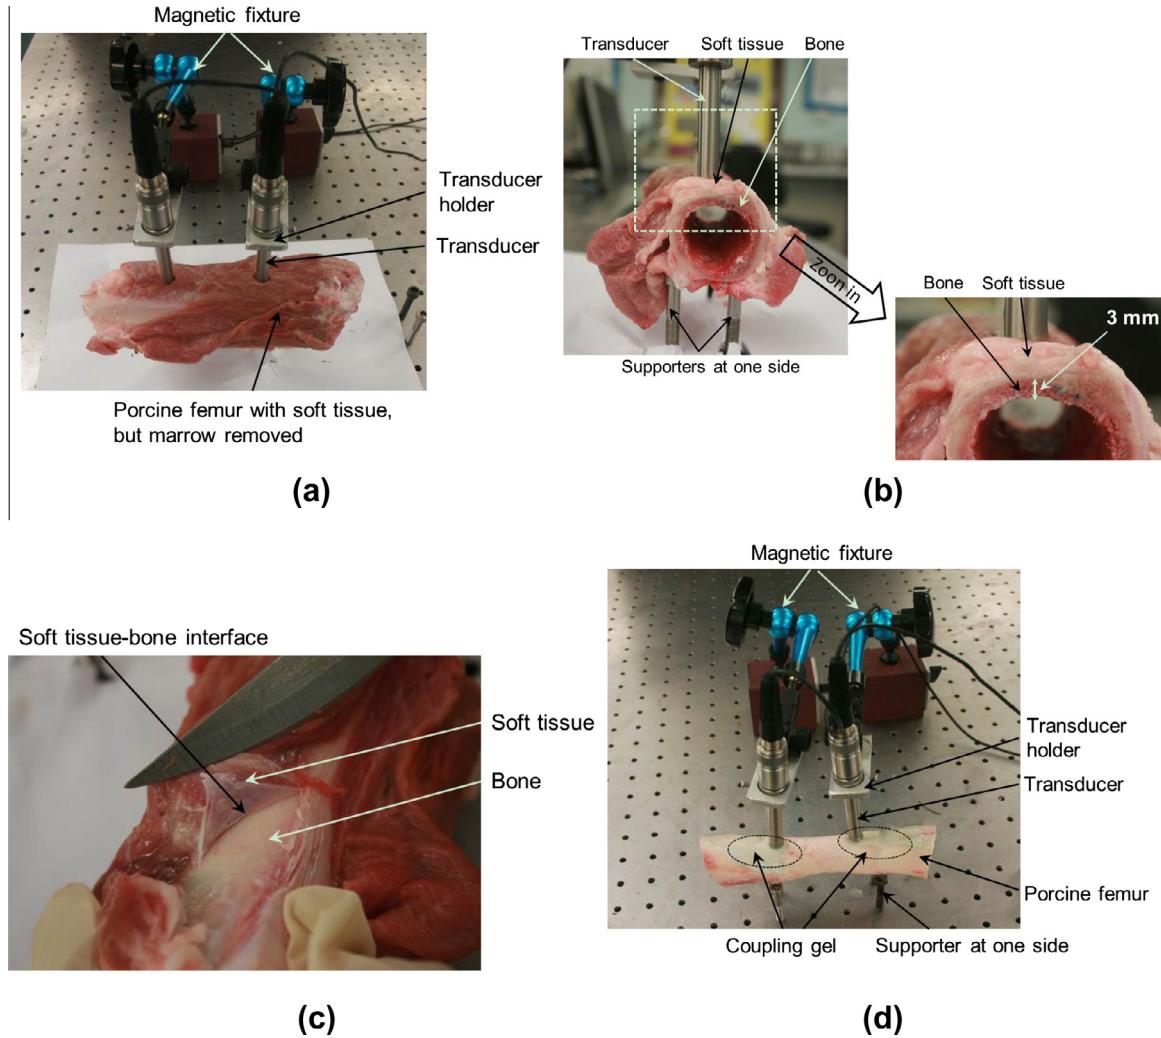 Magnetic fixture
Transducer
holder
Transducer
Porcine femur with soft tissue,
but marrow removed
(a)
Transducer
Soft tissue
Bone
Zoon in
Supporters at one side
Bone
Soft tissue
3 mm
(b)
Soft tissue-bone interface
Soft tissue
Bone
(c)
Magnetic fixture
Transducer
holder
Transducer
Porcine femur
Coupling gel
Supporter at one side
(d)